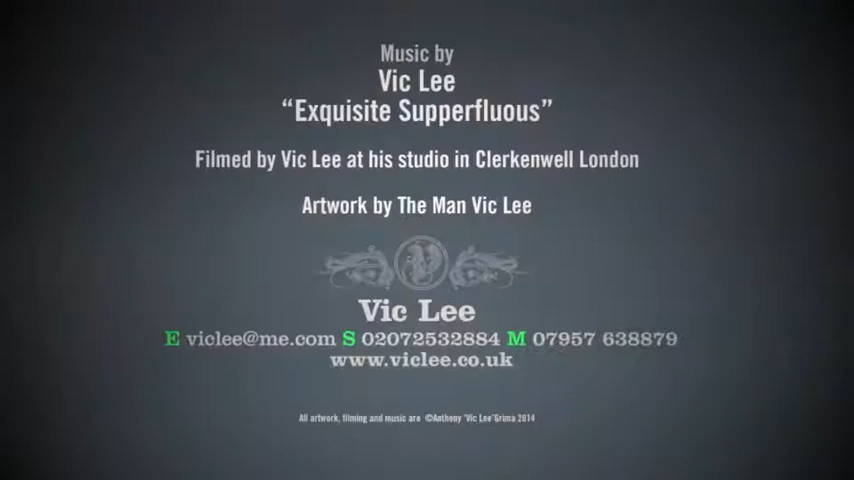 Music by
Vic Lee
“Exquisite Supperfluous”
Filmed by Vic Lee at his studio in Clerkenwell London
Artwork by The Man Vic Lee
Vic Lee
E viclee@me.com S 02072532884 M 07957 638879
www.viclee.co.uk
All artwork, filming and music are ©Anthony "Vic Lee"Grima 2014